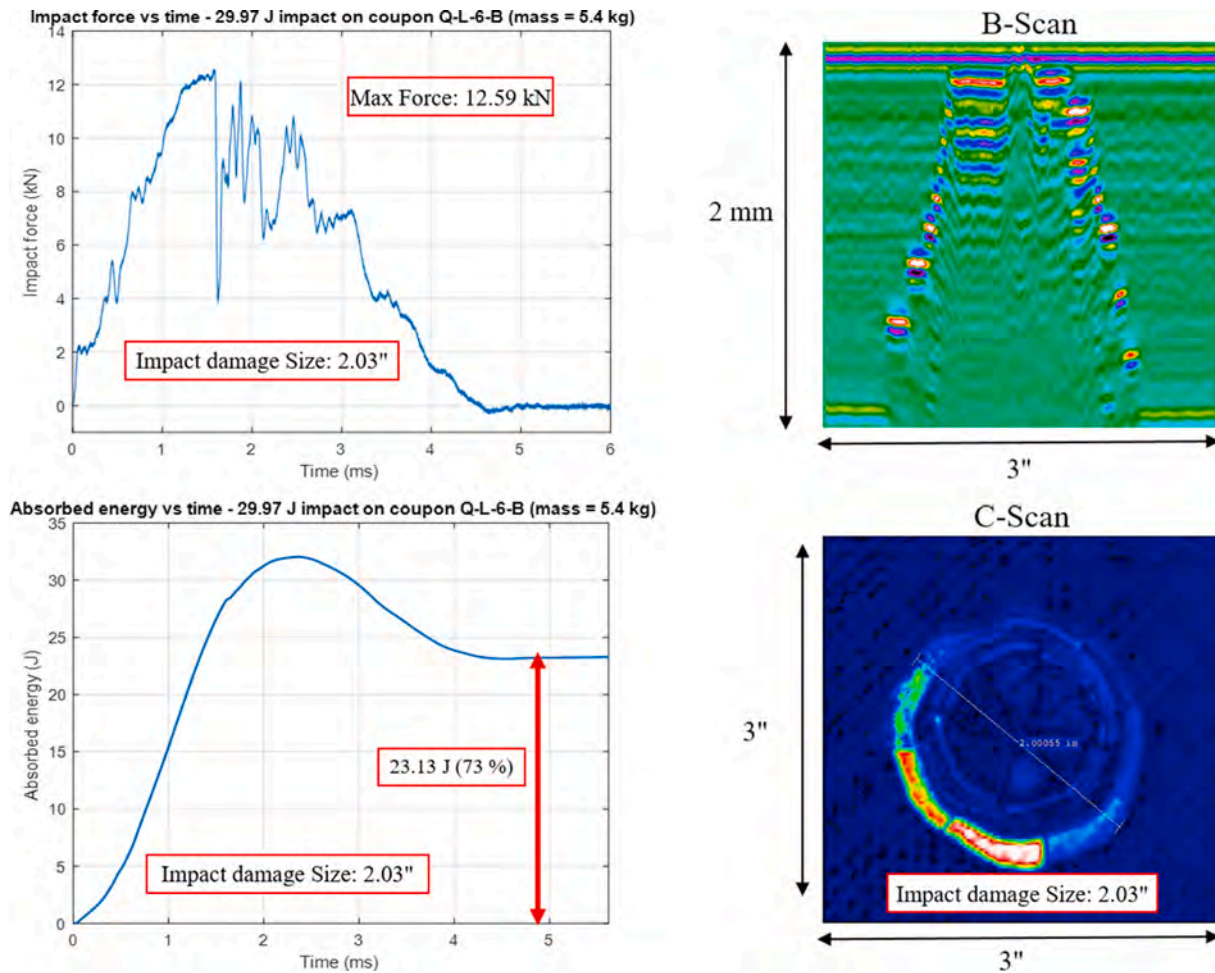 Impact force vs time - 29.97 J impact on coupon Q-L-6-B (mass = 5.4 kg)
14
12
10
8
6
4
2
0
Impact force (kN)
Max Force: 12.59 kN
Impact damage Size: 2.03"
0 1 2 3 4 5 6
Time (ms)
B-Scan
2 mm
3"
Absorbed energy vs time - 29.97 J impact on coupon Q-L-6-B (mass = 5.4 kg)
35
30
25
20
15
10
5
0
Absorbed energy (J)
23.13 J (73 %)
Impact damage Size: 2.03"
0 1 2 3 4 5
Time (ms)
C-Scan
3"
2.00055 in
Impact damage Size: 2.03"
3"